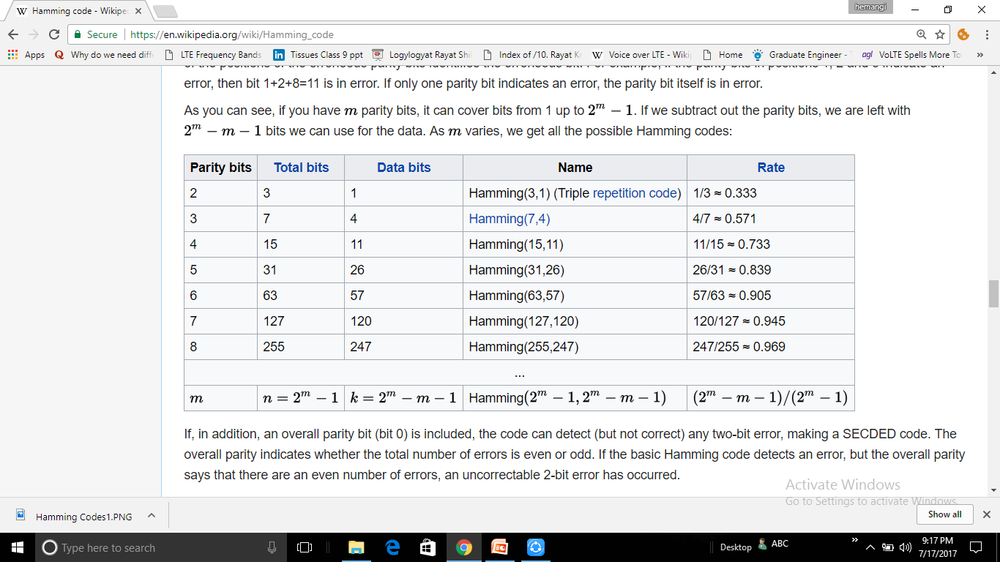 Hamming code - Wikipe
hemangi
Secure https://en.wikipedia.org/wiki/Hamming_code
Apps Why do we need diffe LTE Frequency Bands Tissues Class 9 ppt Logylogyat Rayat Shi Index of /10. Rayat K Voice over LTE - Wiki Home Graduate Engineer - VoLTE Spells More To »
error, then bit 1+2+8=11 is in error. If only one parity bit indicates an error, the parity bit itself is in error.
As you can see, if you have m parity bits, it can cover bits from 1 up to 2^m − 1. If we subtract out the parity bits, we are left with
2^m − m − 1 bits we can use for the data. As m varies, we get all the possible Hamming codes:
Parity bits Total bits Data bits Name Rate
2 3 1 Hamming(3,1) (Triple repetition code) 1/3 ≈ 0.333
3 7 4 Hamming(7,4) 4/7 ≈ 0.571
4 15 11 Hamming(15,11) 11/15 ≈ 0.733
5 31 26 Hamming(31,26) 26/31 ≈ 0.839
6 63 57 Hamming(63,57) 57/63 ≈ 0.905
7 127 120 Hamming(127,120) 120/127 ≈ 0.945
8 255 247 Hamming(255,247) 247/255 ≈ 0.969
...
m n = 2^m − 1 k = 2^m − m − 1 Hamming(2^m − 1, 2^m − m − 1) (2^m − m − 1)/(2^m − 1)
If, in addition, an overall parity bit (bit 0) is included, the code can detect (but not correct) any two-bit error, making a SECDED code. The
overall parity indicates whether the total number of errors is even or odd. If the basic Hamming code detects an error, but the overall parity
says that there are an even number of errors, an uncorrectable 2-bit error has occurred.
Activate Windows
Go to Settings to activate Windows.
Hamming Codes1.PNG
Show all
Type here to search
Desktop ABC »
9:17 PM
7/17/2017